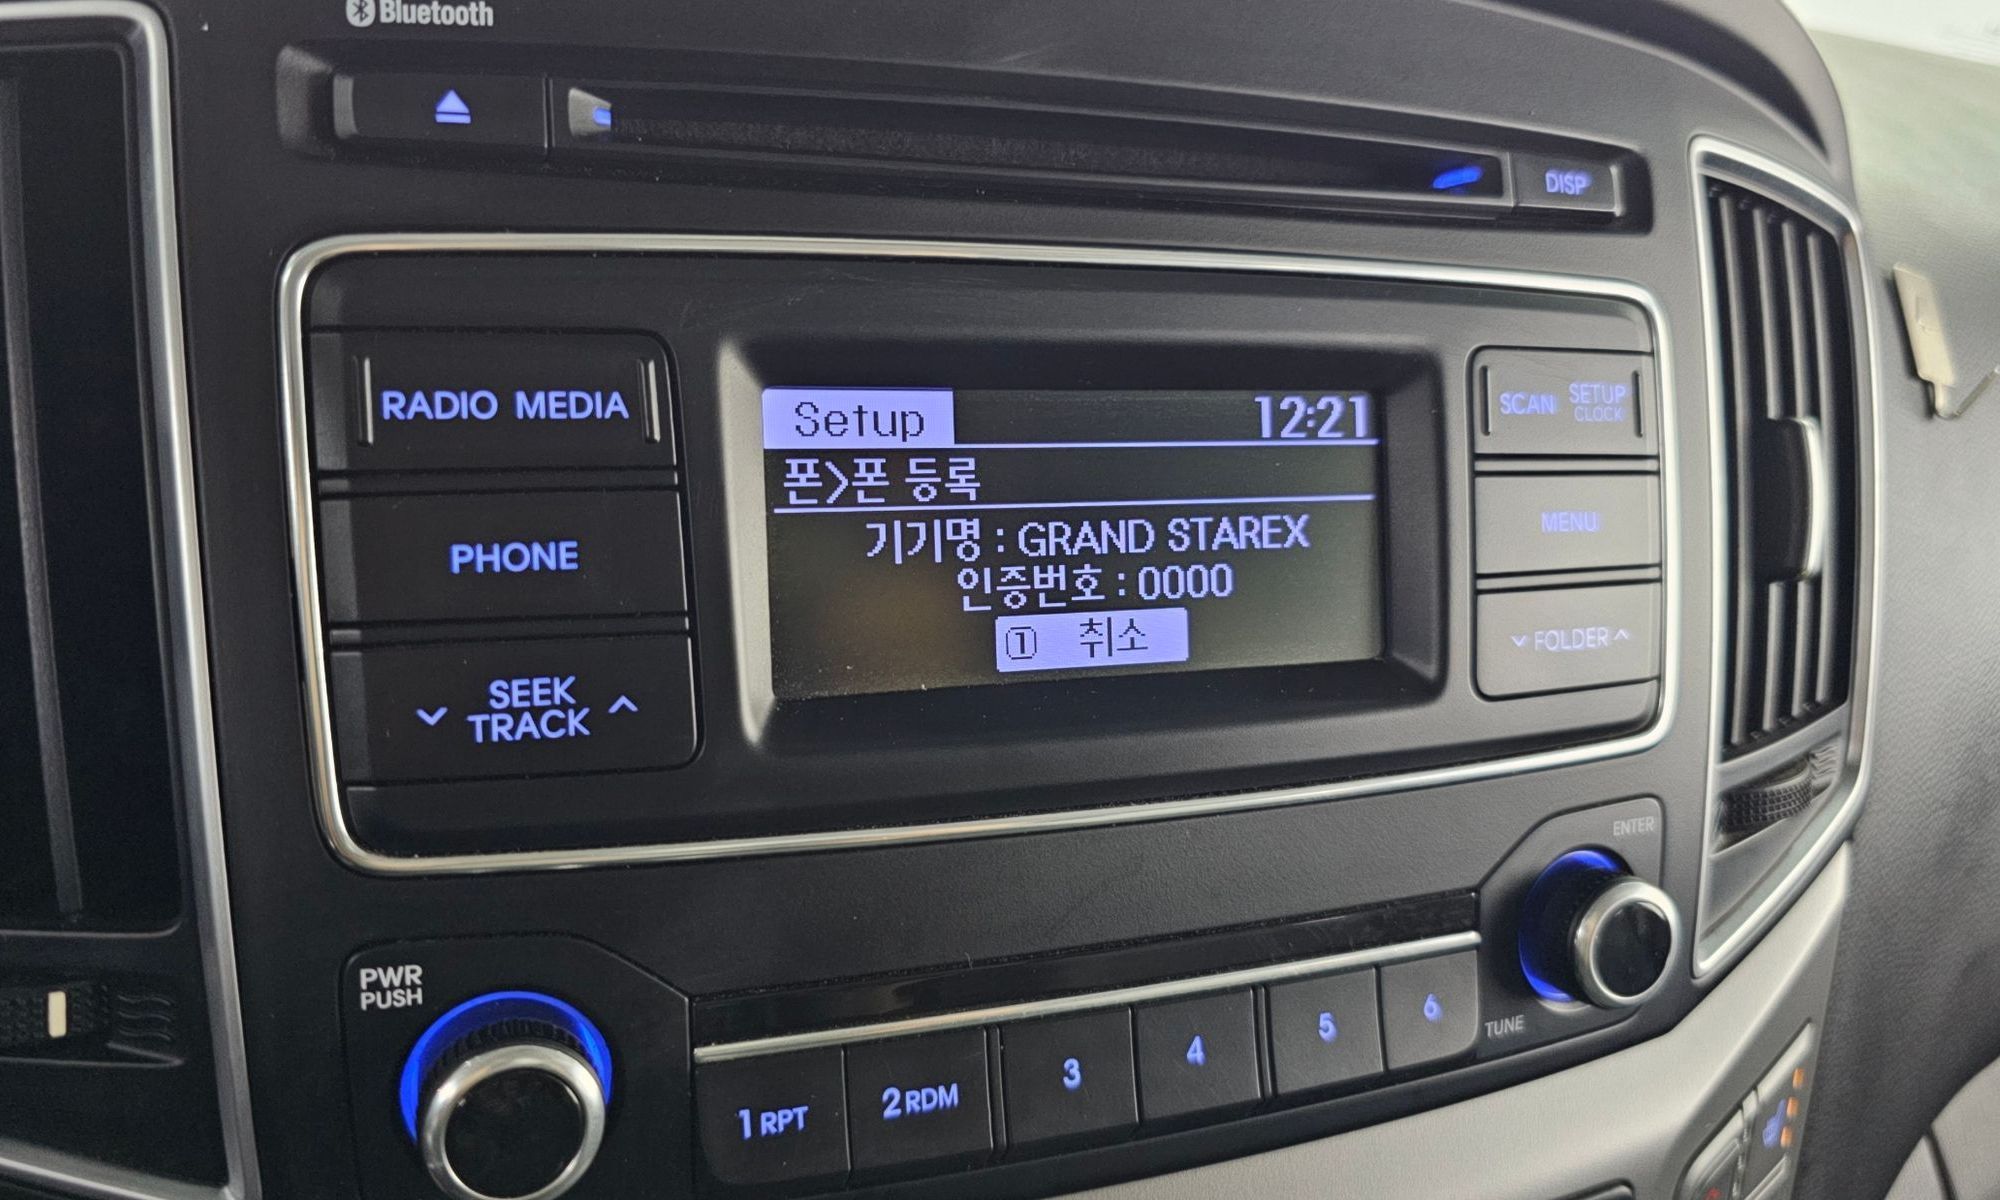 Bluetooth
DISP
RADIO MEDIA
PHONE
SEEK
TRACK
Setup 12:21
폰>폰 등록
기기명 : GRAND STAREX
인증번호 : 0000
① 취소
SCAN SETUP
CLOCK
MENU
FOLDER
ENTER
TUNE
PWR
PUSH
1 RPT
2 RDM
3
4
5
6